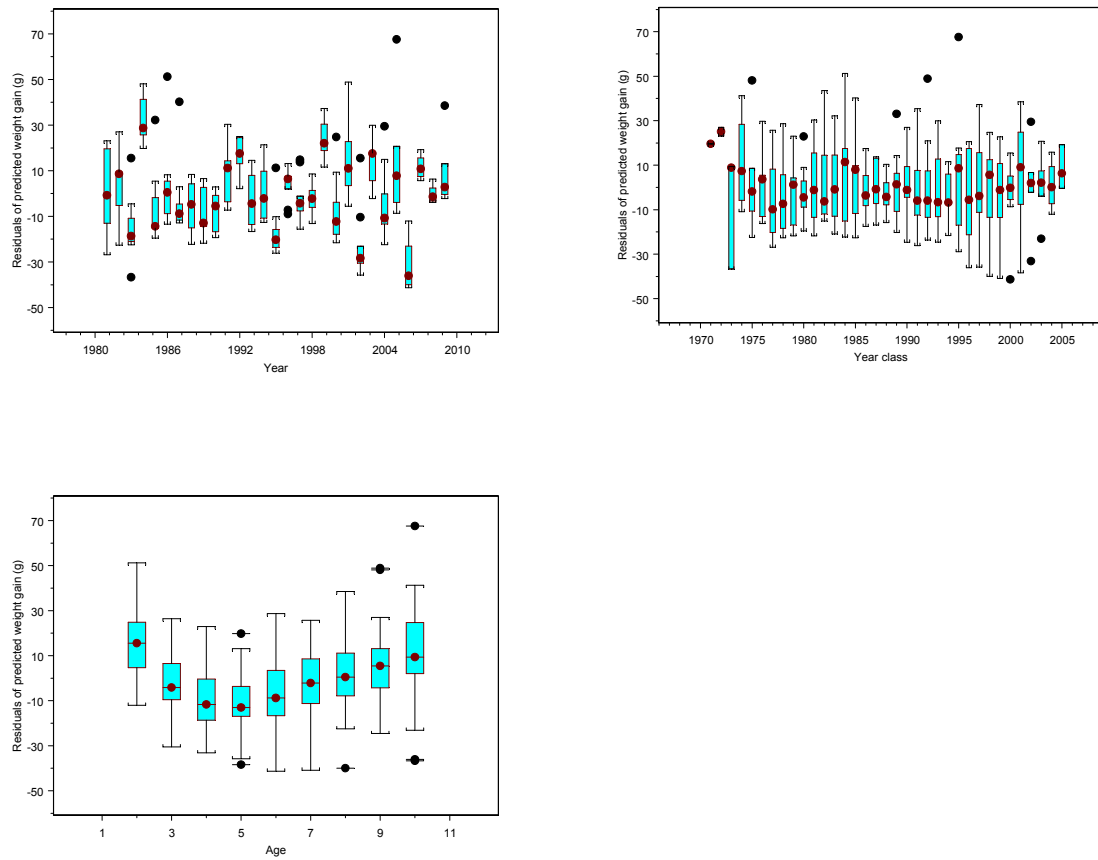 Residuals of predicted weight gain (g)
70
50
30
10
-10
-30
-50
1980 1986 1992 1998 2004 2010
Year
Residuals of predicted weight gain (g)
70
50
30
10
-10
-30
-50
1970 1975 1980 1985 1990 1995 2000 2005
Year class
Residuals of predicted weight gain (g)
70
50
30
10
-10
-30
-50
1 3 5 7 9 11
Age